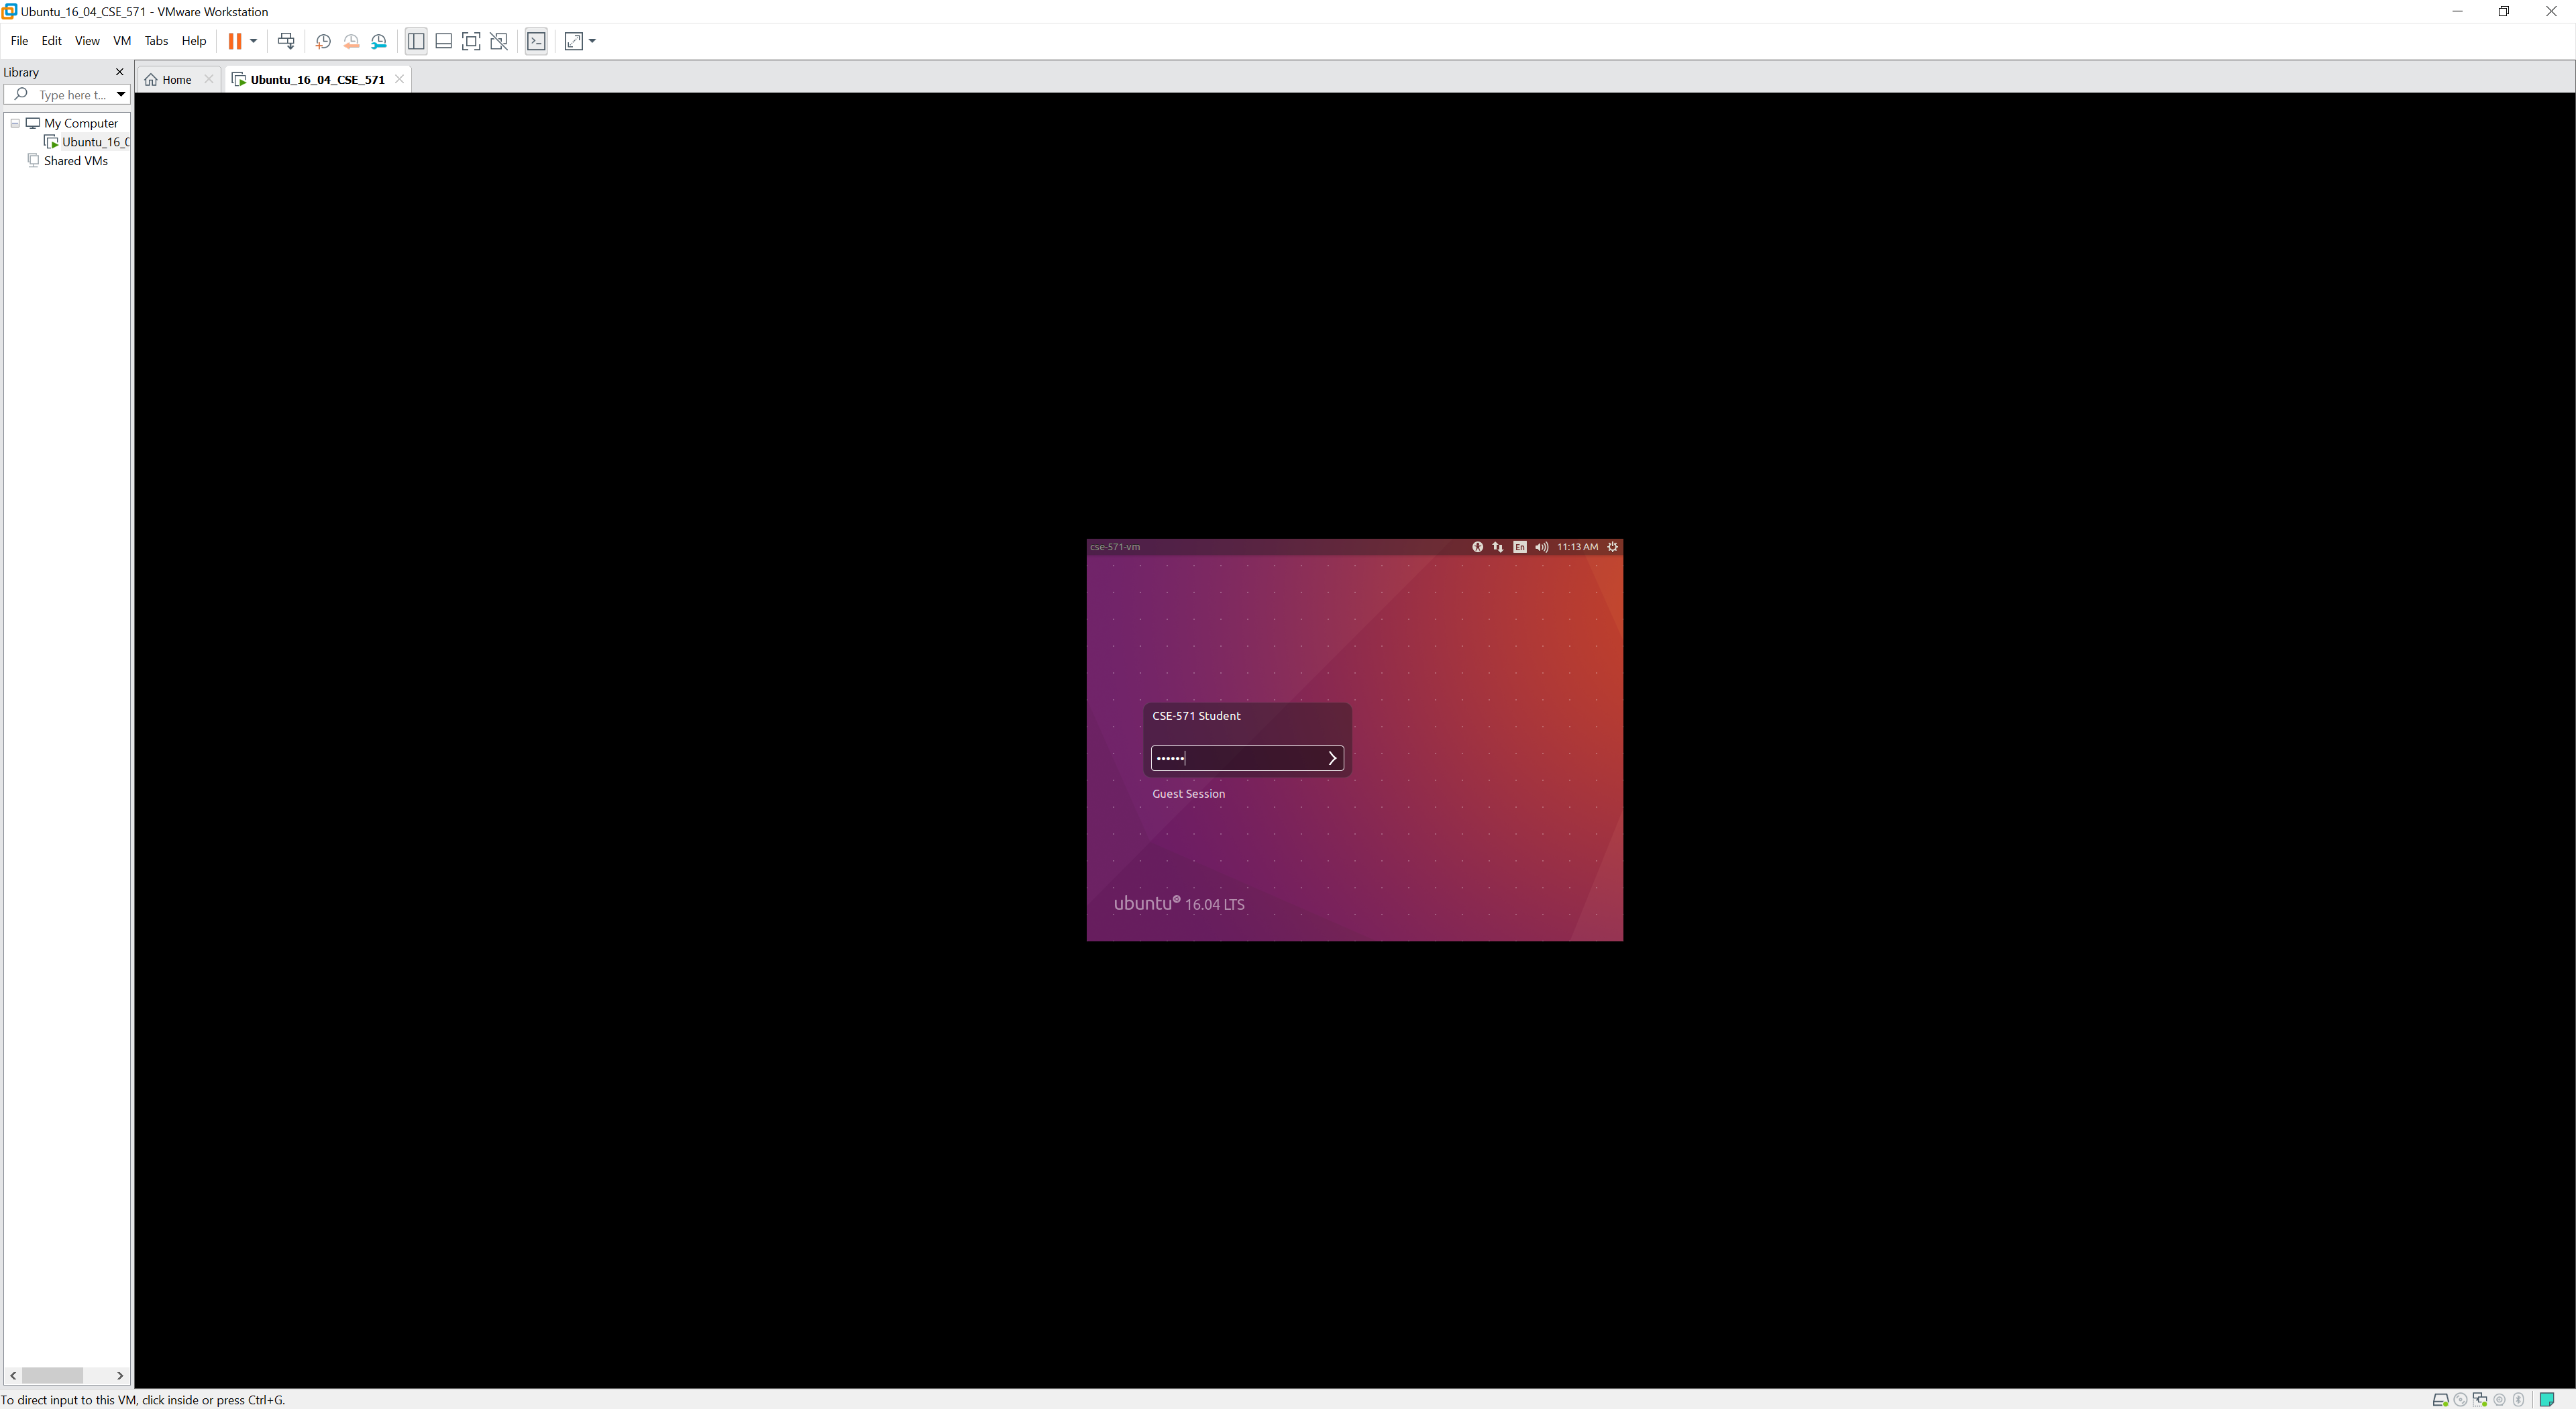 Ubuntu_16_04_CSE_571 - VMware Workstation
File Edit View VM Tabs Help
Library
Home
Ubuntu_16_04_CSE_571
Type here t...
My Computer
Ubuntu_16_0
Shared VMs
cse-571-vm
En
11:13 AM
CSE-571 Student
Guest Session
ubuntu 16.04 LTS
To direct input to this VM, click inside or press Ctrl+G.